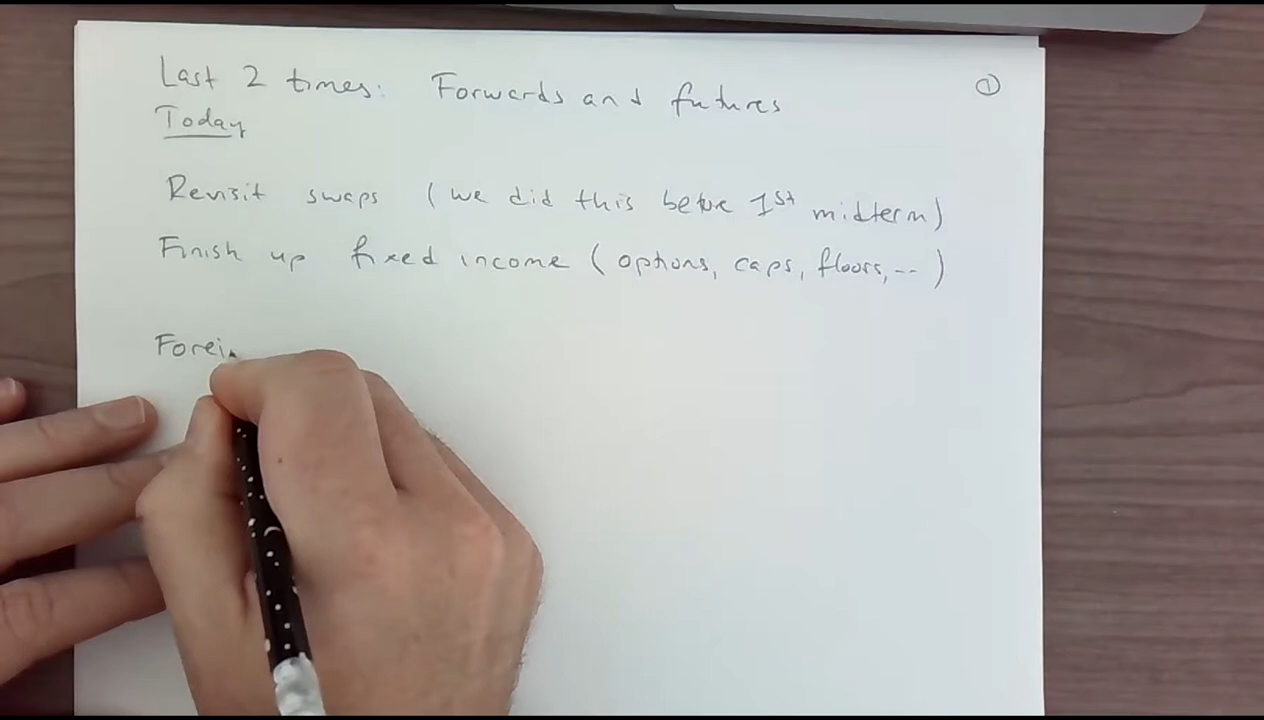 Last 2 times: Forwards and futures ①
Today
Revisit swaps (we did this before 1st midterm)
Finish up fixed income (options, caps, floors, -- )
Forei